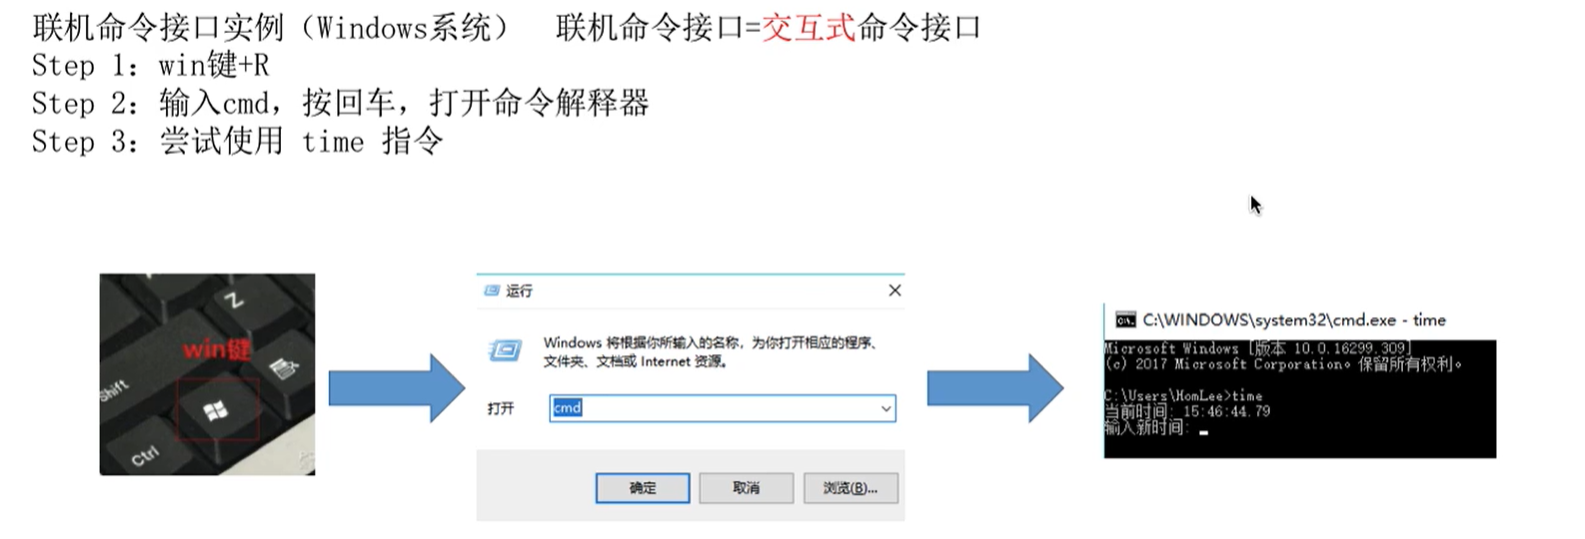 联机命令接口实例（Windows系统） 联机命令接口=交互式命令接口
Step 1：win键+R
Step 2：输入cmd，按回车，打开命令解释器
Step 3：尝试使用 time 指令
Z
win键
Shift
Ctrl
运行
Windows 将根据你所输入的名称，为你打开相应的程序、
文件夹、文档或 Internet 资源。
打开 cmd
确定 取消 浏览(B)...
C:\WINDOWS\system32\cmd.exe - time
Microsoft Windows [版本 10.0.16299.309]
(c) 2017 Microsoft Corporation。保留所有权利。
C:\Users\HomLee>time
当前时间: 15:46:44.79
输入新时间: